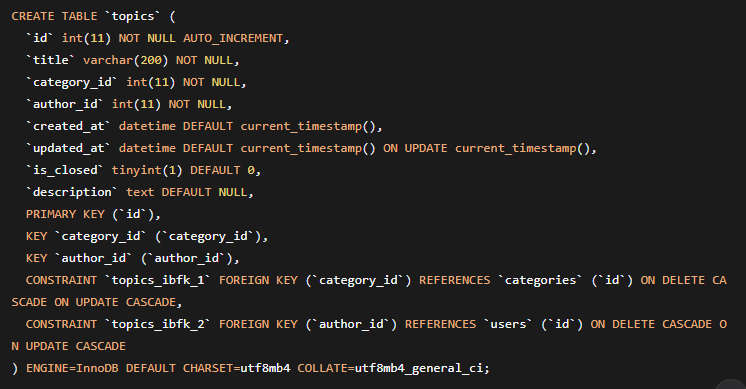 CREATE TABLE `topics` (
  `id` int(11) NOT NULL AUTO_INCREMENT,
  `title` varchar(200) NOT NULL,
  `category_id` int(11) NOT NULL,
  `author_id` int(11) NOT NULL,
  `created_at` datetime DEFAULT current_timestamp(),
  `updated_at` datetime DEFAULT current_timestamp() ON UPDATE current_timestamp(),
  `is_closed` tinyint(1) DEFAULT 0,
  `description` text DEFAULT NULL,
  PRIMARY KEY (`id`),
  KEY `category_id` (`category_id`),
  KEY `author_id` (`author_id`),
  CONSTRAINT `topics_ibfk_1` FOREIGN KEY (`category_id`) REFERENCES `categories` (`id`) ON DELETE CA
SCADE ON UPDATE CASCADE,
  CONSTRAINT `topics_ibfk_2` FOREIGN KEY (`author_id`) REFERENCES `users` (`id`) ON DELETE CASCADE O
N UPDATE CASCADE
) ENGINE=InnoDB DEFAULT CHARSET=utf8mb4 COLLATE=utf8mb4_general_ci;